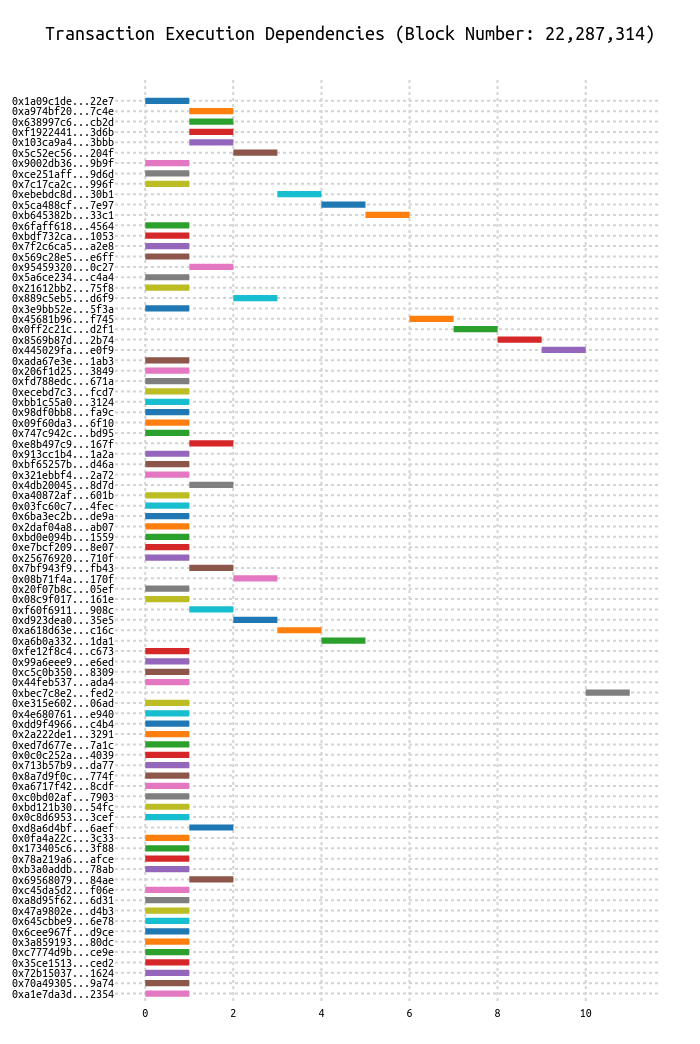 Transaction Execution Dependencies (Block Number: 22,287,314)
0x1a09c1de...22e7
0xa974bf20...7c4e
0x638997c6...cb2d
0xf1922441...3d6b
0x103ca9a4...3bbb
0x5c52ec56...204f
0x9002db36...9b9f
0xce251aff...9d6d
0x7c17ca2c...996f
0xebebdc8d...30b1
0x5ca488cf...7e97
0xb645382b...33c1
0x6faff618...4564
0xbdf732ca...1053
0x7f2c6ca5...a2e8
0x569c28e5...e6ff
0x95459320...0c27
0x5a6ce234...c4a4
0x21612bb2...75f8
0x889c5eb5...d6f9
0x3e9bb52e...5f3a
0x45681b96...f745
0x0ff2c21c...d2f1
0x8569b87d...2b74
0x445029fa...e0f9
0xada67e3e...1ab3
0x206f1d25...3849
0xfd788edc...671a
0xecebd7c3...fcd7
0xbb1c55a0...3124
0x98df0bb8...fa9c
0x09f60da3...6f10
0x747c942c...bd95
0xe8b497c9...167f
0x913cc1b4...1a2a
0xbf65257b...d46a
0x321ebbf4...2a72
0x4db20045...8d7d
0xa40872af...601b
0x03fc60c7...4fec
0x6ba3ec2b...de9a
0x2daf04a8...ab07
0xbd0e094b...1559
0xe7bcf209...8e07
0x25676920...710f
0x7bf943f9...fb43
0x08b71f4a...170f
0x20f07b8c...05ef
0x08c9f017...161e
0xf60f6911...908c
0xd923dea0...35e5
0xa618d63e...c16c
0xa6b0a332...1da1
0xfe12f8c4...c673
0x99a6eee9...e6ed
0xc5c0b350...8309
0x44feb537...ada4
0xbec7c8e2...fed2
0xe315e602...06ad
0x4e680761...e940
0xdd9f4966...c4b4
0x2a222de1...3291
0xed7d677e...7a1c
0x0c0c252a...4039
0x713b57b9...da77
0x8a7d9f0c...774f
0xa6717f42...8cdf
0xc0bd02af...7903
0xbd121b30...54fc
0x0c8d6953...3cef
0xd8a6d4bf...6aef
0x0fa4a22c...3c33
0x173405c6...3f88
0x78a219a6...afce
0xb3a0addb...78ab
0x69568079...84ae
0xc45da5d2...f06e
0xa8d95f62...6d31
0x47a9802e...d4b3
0x645cbbe9...6e78
0x6cee967f...d9ce
0x3a859193...80dc
0xc7774d9b...ce9e
0x35ce1513...ced2
0x72b15037...1624
0x70a49305...9a74
0xa1e7da3d...2354
0 2 4 6 8 10